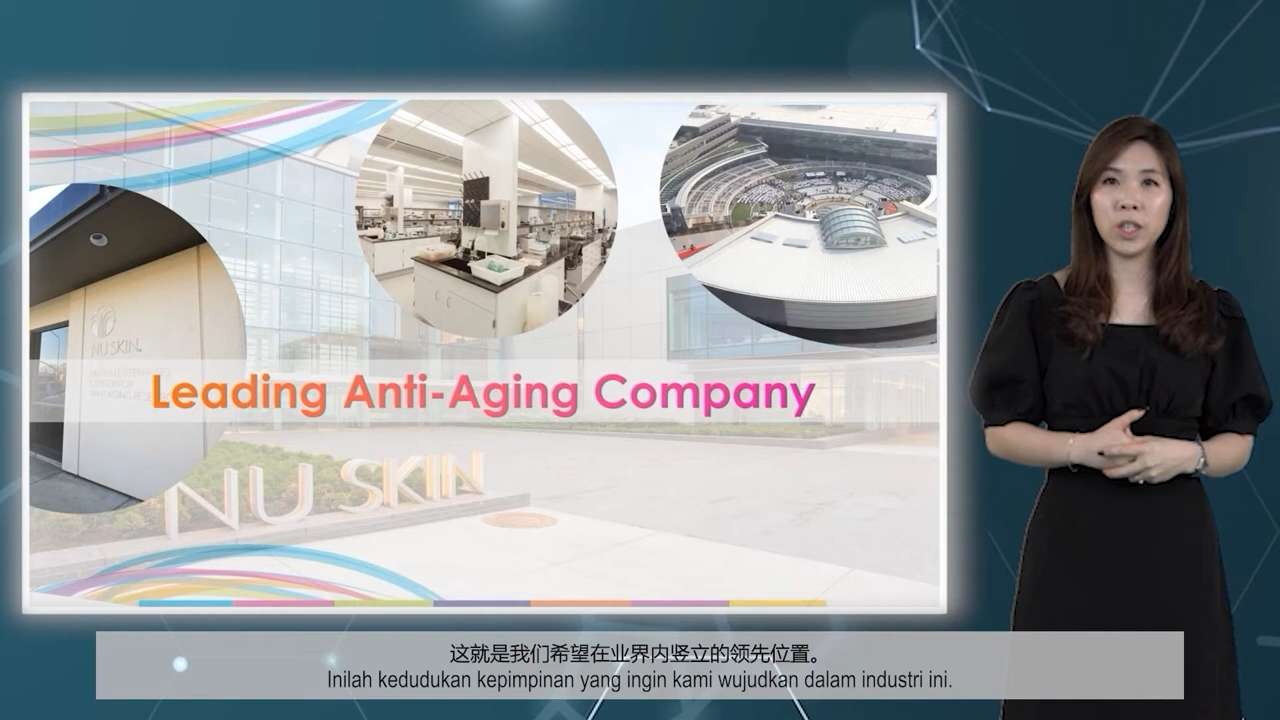 NU SKIN
Leading Anti-Aging Company
NU SKIN
这就是我们希望在业界内竖立的领先位置。
Inilah kedudukan kepimpinan yang ingin kami wujudkan dalam industri ini.